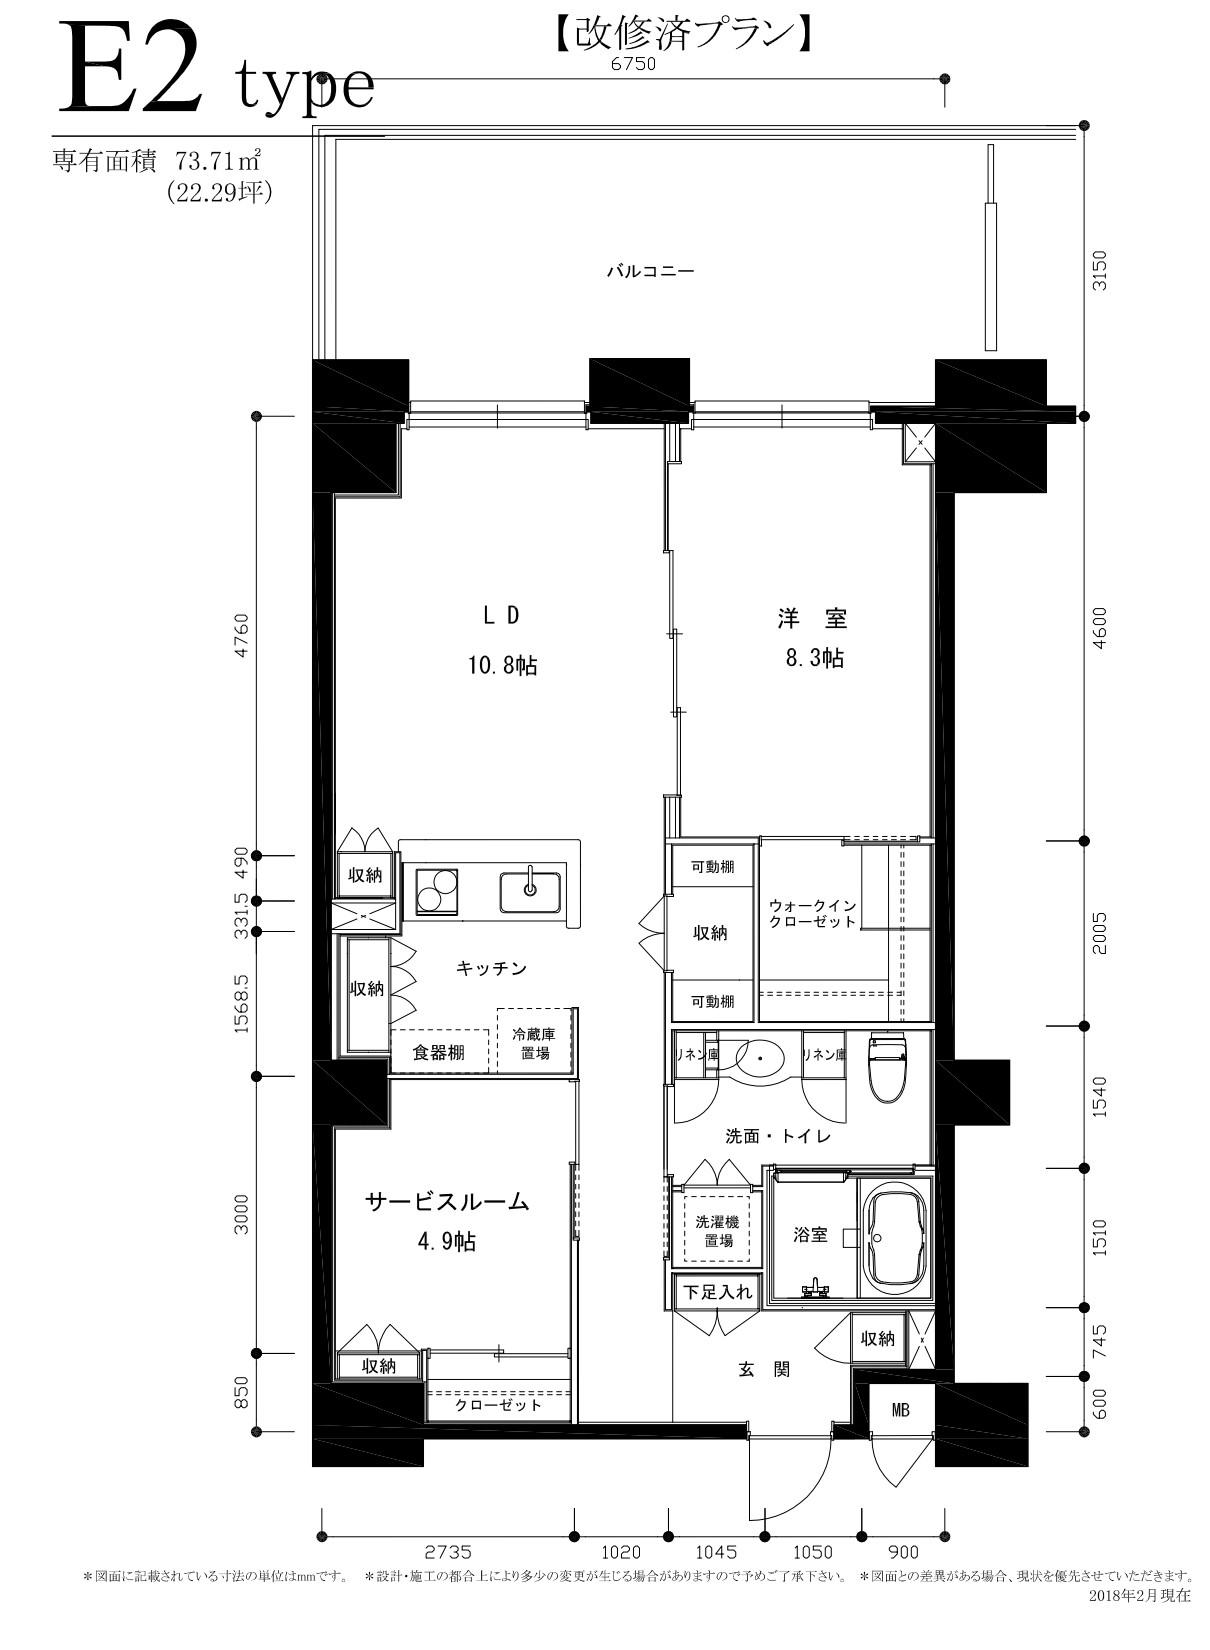 E2 type
【改修済プラン】
6750
専有面積 73.71㎡
(22.29坪)
3150
バルコニー
4760
4600
LD
10.8帖
洋 室
8.3帖
490
331.5
1568.5
収納
収納
キッチン
食器棚
冷蔵庫
置場
可動棚
収納
可動棚
ウォークイン
クローゼット
2005
リネン庫
リネン庫
洗面・トイレ
1540
3000
サービスルーム
4.9帖
洗濯機
置場
浴室
1510
下足入れ
収納
745
玄 関
収納
クローゼット
850
MB
600
2735
1020
1045
1050
900
＊図面に記載されている寸法の単位はmmです。 ＊設計・施工の都合上により多少の変更が生じる場合がありますので予めご了承下さい。 ＊図面との差異がある場合、現状を優先させていただきます。
2018年2月現在